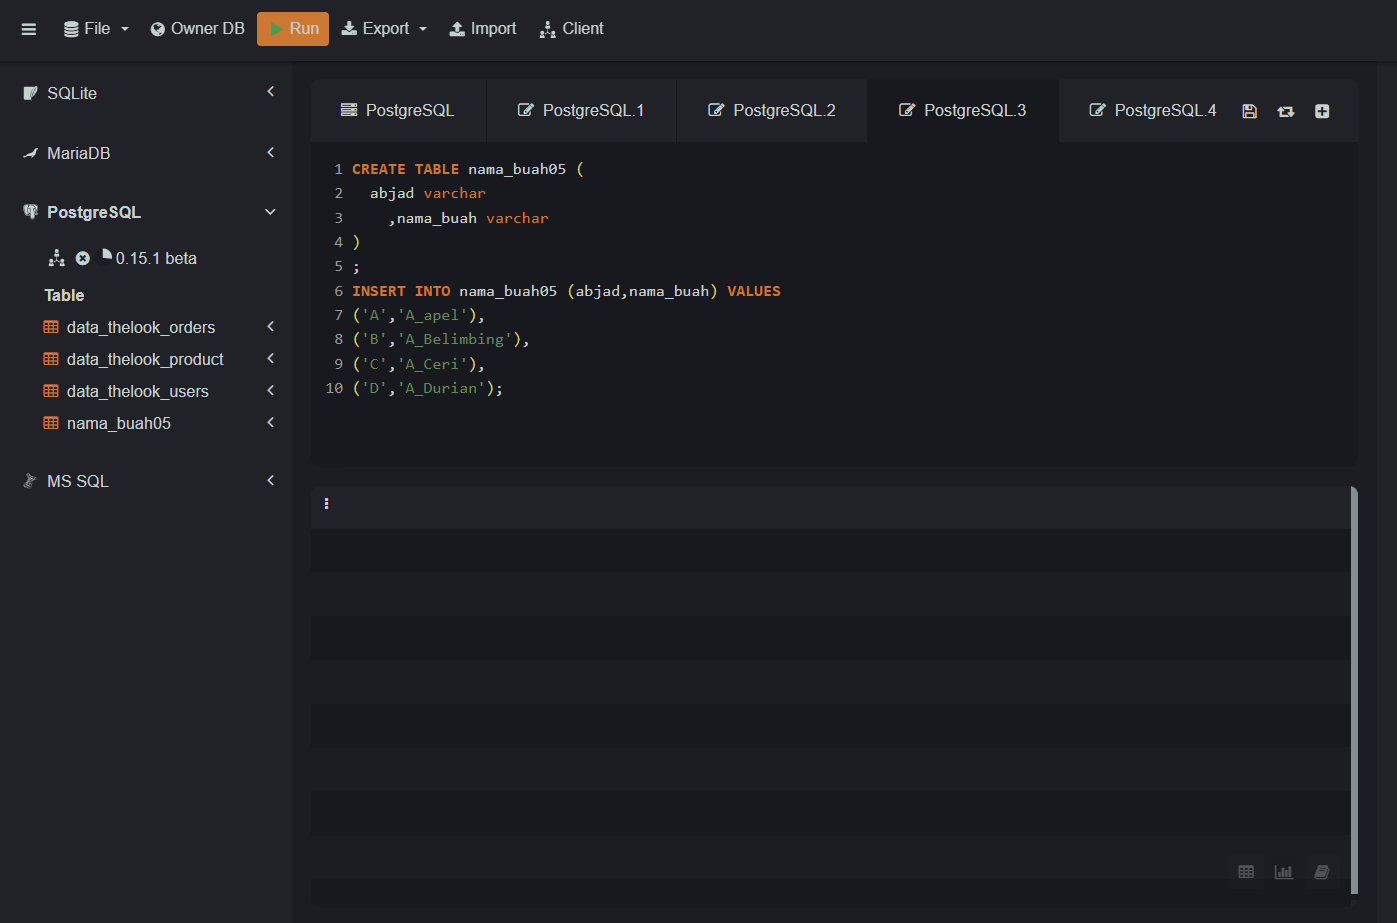 File Owner DB Run Export Import Client
SQLite
MariaDB
PostgreSQL
0.15.1 beta
Table
data_thelook_orders
data_thelook_product
data_thelook_users
nama_buah05
MS SQL
PostgreSQL PostgreSQL.1 PostgreSQL.2 PostgreSQL.3 PostgreSQL.4
1 CREATE TABLE nama_buah05 (
2 abjad varchar
3 ,nama_buah varchar
4 )
5 ;
6 INSERT INTO nama_buah05 (abjad,nama_buah) VALUES
7 ('A','A_apel'),
8 ('B','A_Belimbing'),
9 ('C','A_Ceri'),
10 ('D','A_Durian');